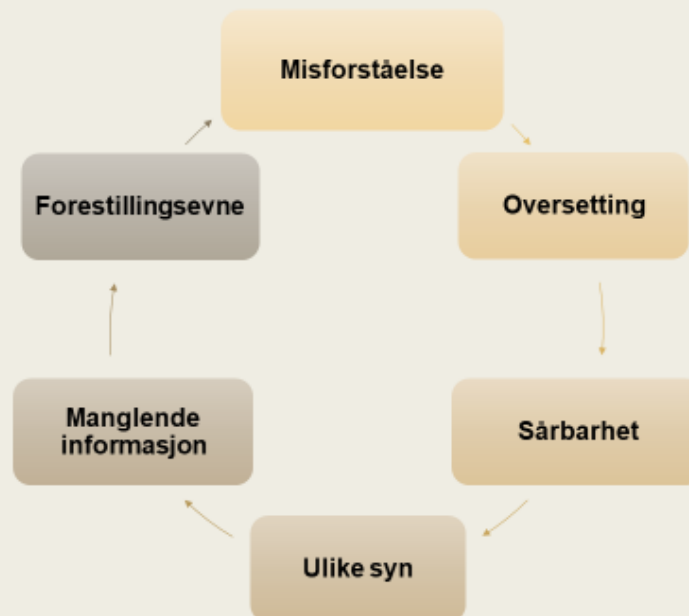 Misforståelse
Oversetting
Sårbarhet
Ulike syn
Manglende
informasjon
Forestillingsevne